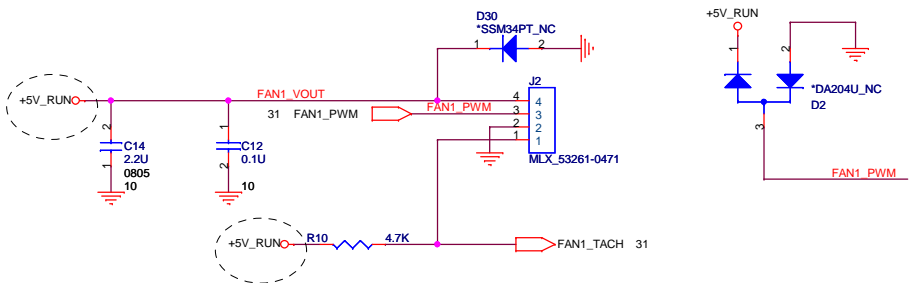 D30
*SSM34PT_NC
1
2
+5V_RUN
FAN1_VOUT
J2
4
4
31
FAN1_PWM
FAN1_PWM
3
3
2
2
1
1
MLX_53261-0471
2
C14
2.2U
1
0805
10
1
C12
0.1U
2
10
+5V_RUN
R10
4.7K
FAN1_TACH
31
+5V_RUN
1
2
*DA204U_NC
D2
3
FAN1_PWM